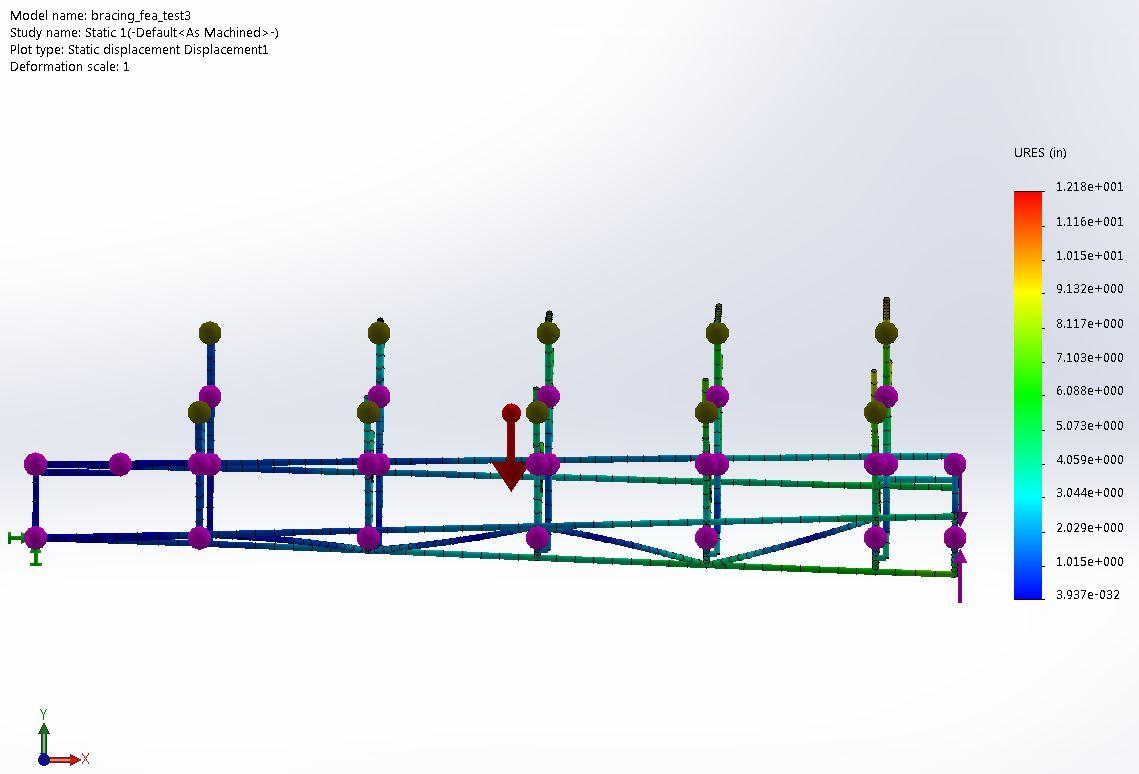 Model name: bracing_fea_test3
Study name: Static 1(-Default<As Machined>-)
Plot type: Static displacement Displacement1
Deformation scale: 1
URES (in)
1.218e+001
1.116e+001
1.015e+001
9.132e+000
8.117e+000
7.103e+000
6.088e+000
5.073e+000
4.059e+000
3.044e+000
2.029e+000
1.015e+000
3.937e-032
Y
X